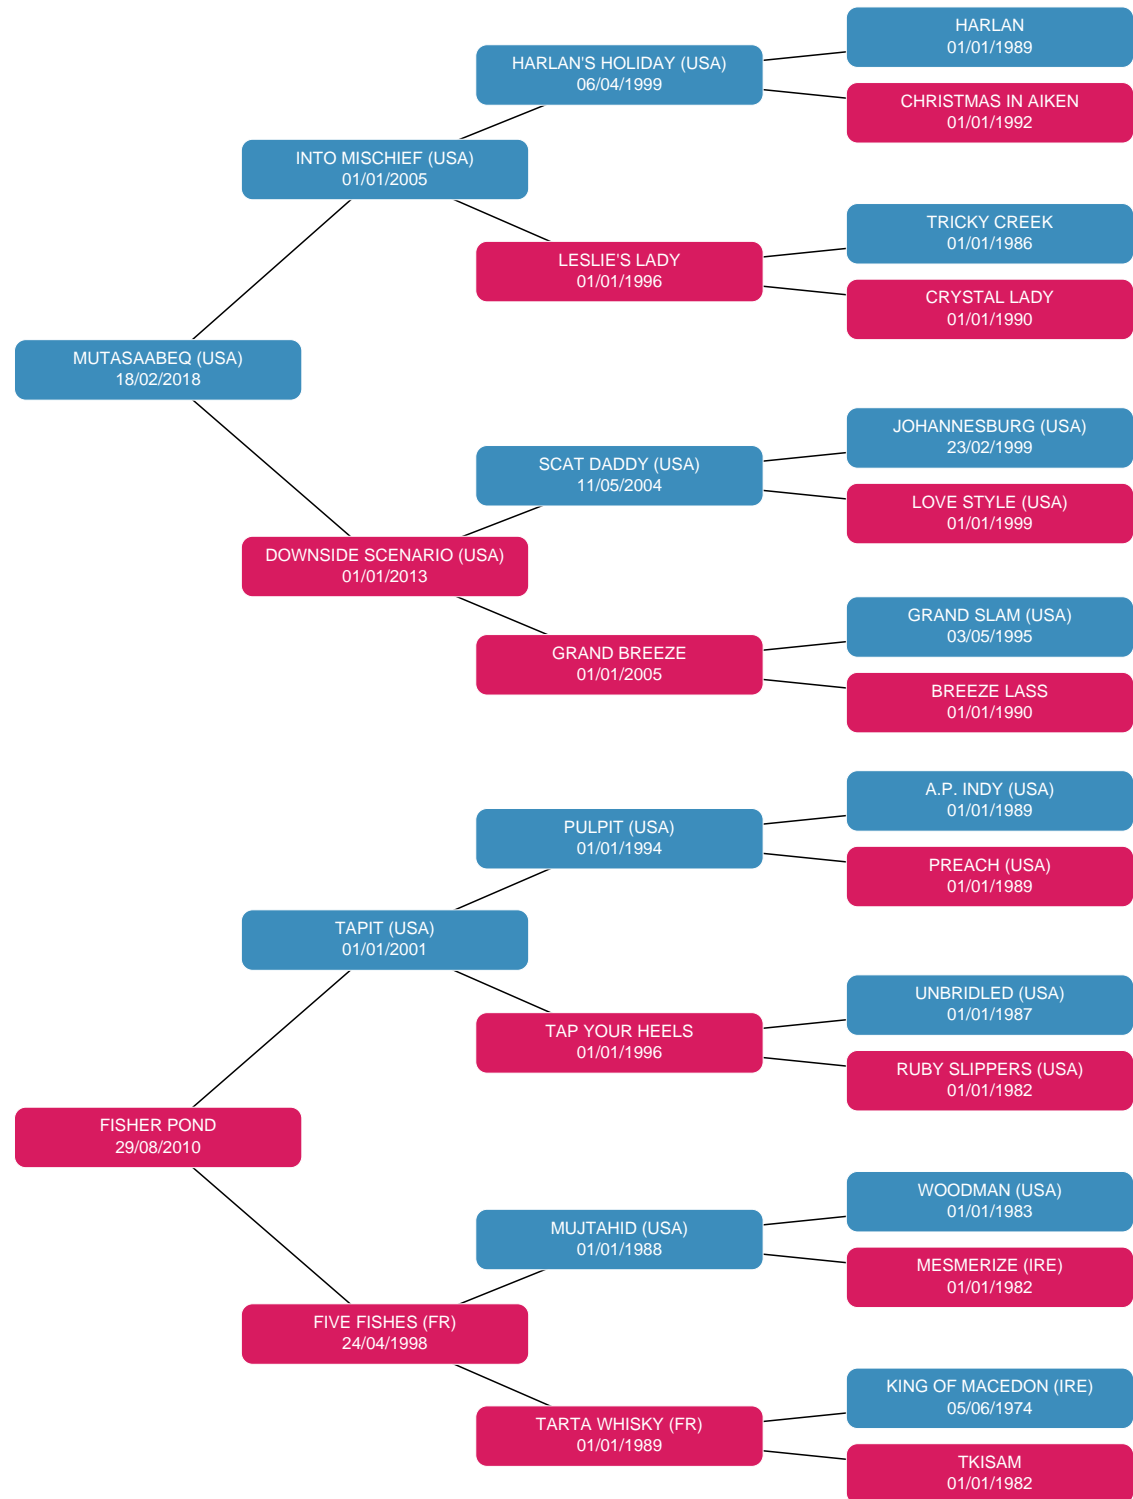 HARLAN
01/01/1989
HARLAN'S HOLIDAY (USA)
06/04/1999
CHRISTMAS IN AIKEN
01/01/1992
INTO MISCHIEF (USA)
01/01/2005
TRICKY CREEK
01/01/1986
LESLIE'S LADY
01/01/1996
CRYSTAL LADY
01/01/1990
MUTASAABEQ (USA)
18/02/2018
JOHANNESBURG (USA)
23/02/1999
SCAT DADDY (USA)
11/05/2004
LOVE STYLE (USA)
01/01/1999
DOWNSIDE SCENARIO (USA)
01/01/2013
GRAND SLAM (USA)
03/05/1995
GRAND BREEZE
01/01/2005
BREEZE LASS
01/01/1990
A.P. INDY (USA)
01/01/1989
PULPIT (USA)
01/01/1994
PREACH (USA)
01/01/1989
TAPIT (USA)
01/01/2001
UNBRIDLED (USA)
01/01/1987
TAP YOUR HEELS
01/01/1996
RUBY SLIPPERS (USA)
01/01/1982
FISHER POND
29/08/2010
WOODMAN (USA)
01/01/1983
MUJTAHID (USA)
01/01/1988
MESMERIZE (IRE)
01/01/1982
FIVE FISHES (FR)
24/04/1998
KING OF MACEDON (IRE)
05/06/1974
TARTA WHISKY (FR)
01/01/1989
TKISAM
01/01/1982